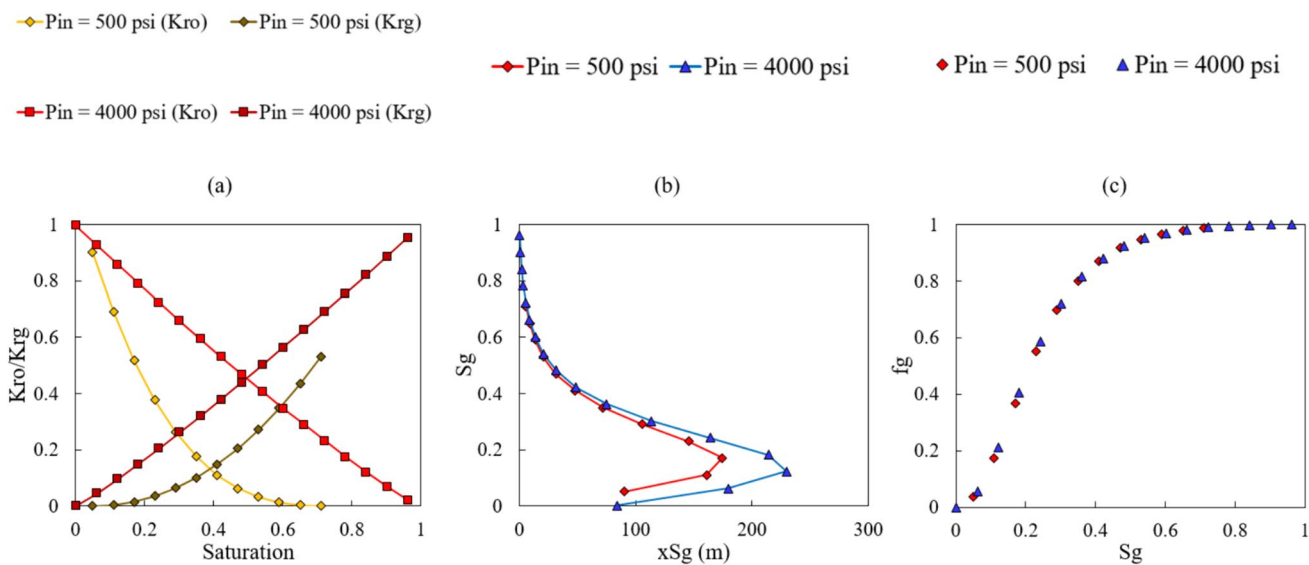 Pin = 500 psi (Kro) Pin = 500 psi (Krg)
Pin = 4000 psi (Kro) Pin = 4000 psi (Krg)
Pin = 500 psi Pin = 4000 psi
Pin = 500 psi Pin = 4000 psi
(a)
1
0.8
0.6
0.4
0.2
0
Kro/Krg
0 0.2 0.4 0.6 0.8 1
Saturation
(b)
1
0.8
0.6
0.4
0.2
0
Sg
0 100 200 300
xSg (m)
(c)
1
0.8
0.6
0.4
0.2
0
fg
0 0.2 0.4 0.6 0.8 1
Sg